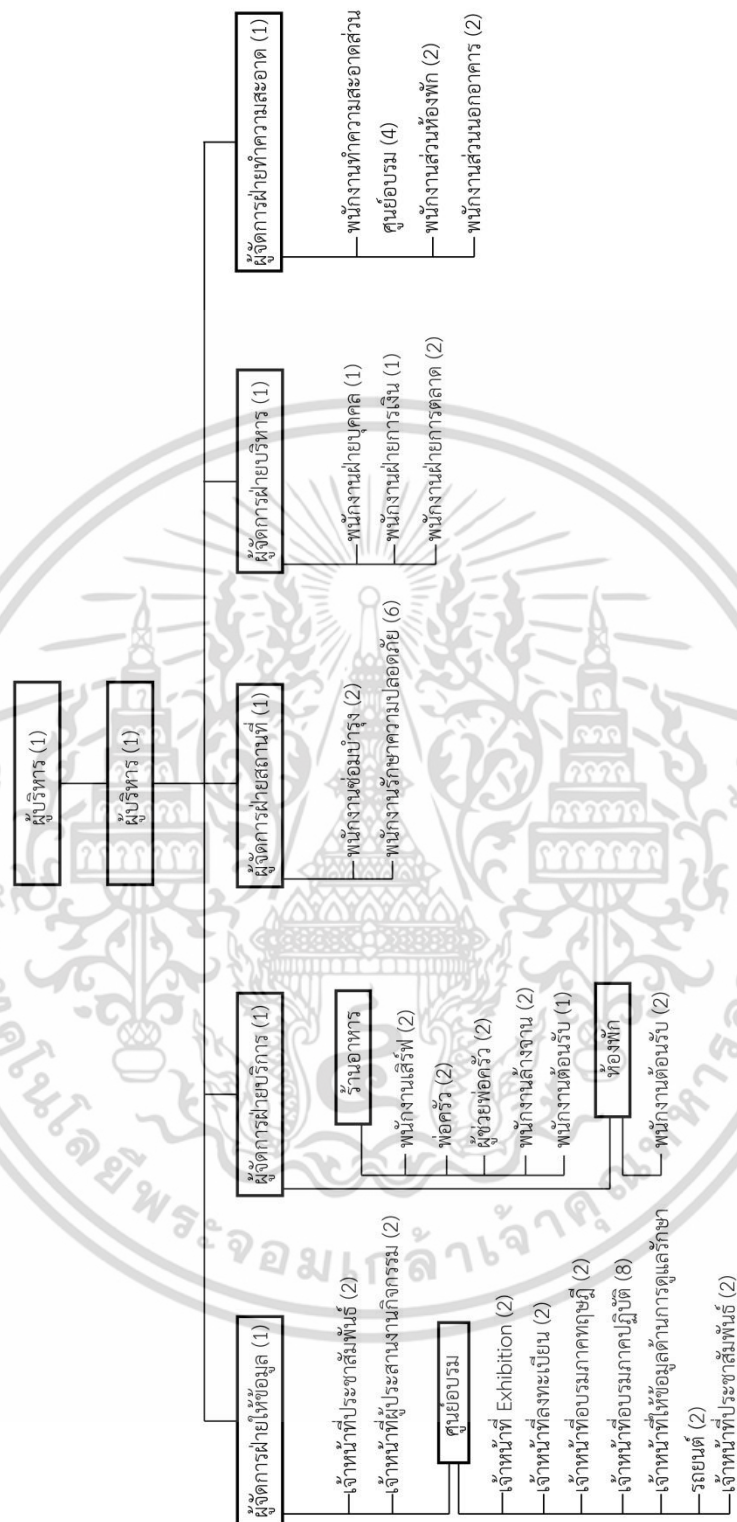 ผู้บริหาร (1)
ผู้บริหาร (1)
ผู้จัดการฝ่ายให้ข้อมูล (1)
เจ้าหน้าที่ประชาสัมพันธ์ (2)
เจ้าหน้าที่ผู้ประสานงานกิจกรรม (2)
ศูนย์อบรม
เจ้าหน้าที่ Exhibition (2)
เจ้าหน้าที่ลงทะเบียน (2)
เจ้าหน้าที่อบรมภาคทฤษฎี (2)
เจ้าหน้าที่อบรมภาคปฏิบัติ (8)
เจ้าหน้าที่ให้ข้อมูลด้านการดูแลรักษา
รถยนต์ (2)
เจ้าหน้าที่ประชาสัมพันธ์ (2)
ผู้จัดการฝ่ายบริการ (1)
ร้านอาหาร
พนักงานเสิร์ฟ (2)
พ่อครัว (2)
ผู้ช่วยพ่อครัว (2)
พนักงานล้างจาน (2)
พนักงานต้อนรับ (1)
ห้องพัก
พนักงานต้อนรับ (2)
ผู้จัดการฝ่ายสถานที่ (1)
พนักงานซ่อมบำรุง (2)
พนักงานรักษาความปลอดภัย (6)
ผู้จัดการฝ่ายบริหาร (1)
พนักงานฝ่ายบุคคล (1)
พนักงานฝ่ายการเงิน (1)
พนักงานฝ่ายการตลาด (2)
ผู้จัดการฝ่ายทำความสะอาด (1)
พนักงานทำความสะอาดส่วน
ศูนย์อบรม (4)
พนักงานส่วนห้องพัก (2)
พนักงานส่วนนอกอาคาร (2)